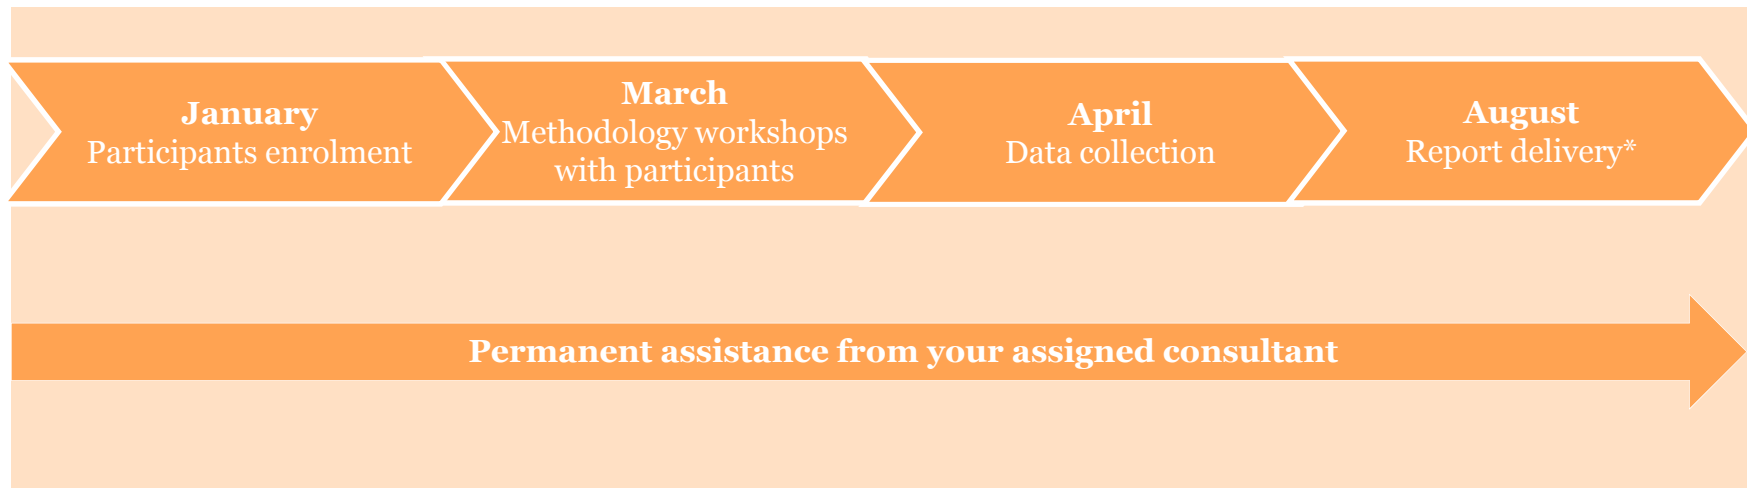 January
Participants enrolment
March
Methodology workshops
with participants
April
Data collection
August
Report delivery*
Permanent assistance from your assigned consultant